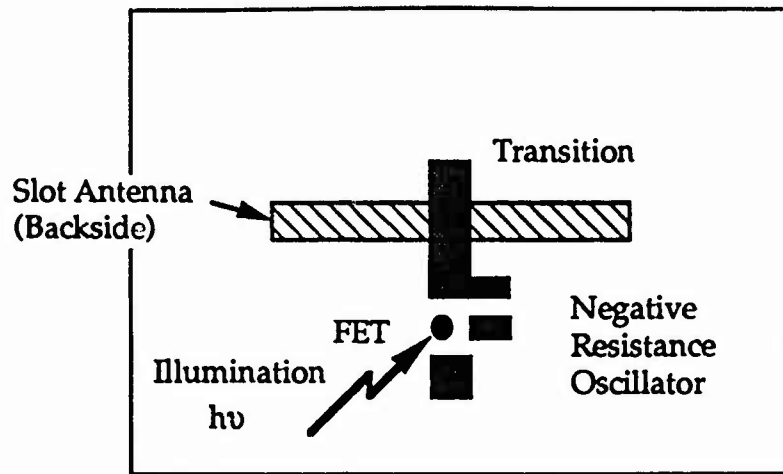 Transition
Slot Antenna
(Backside)
FET
Negative
Resistance
Oscillator
Illumination
hυ